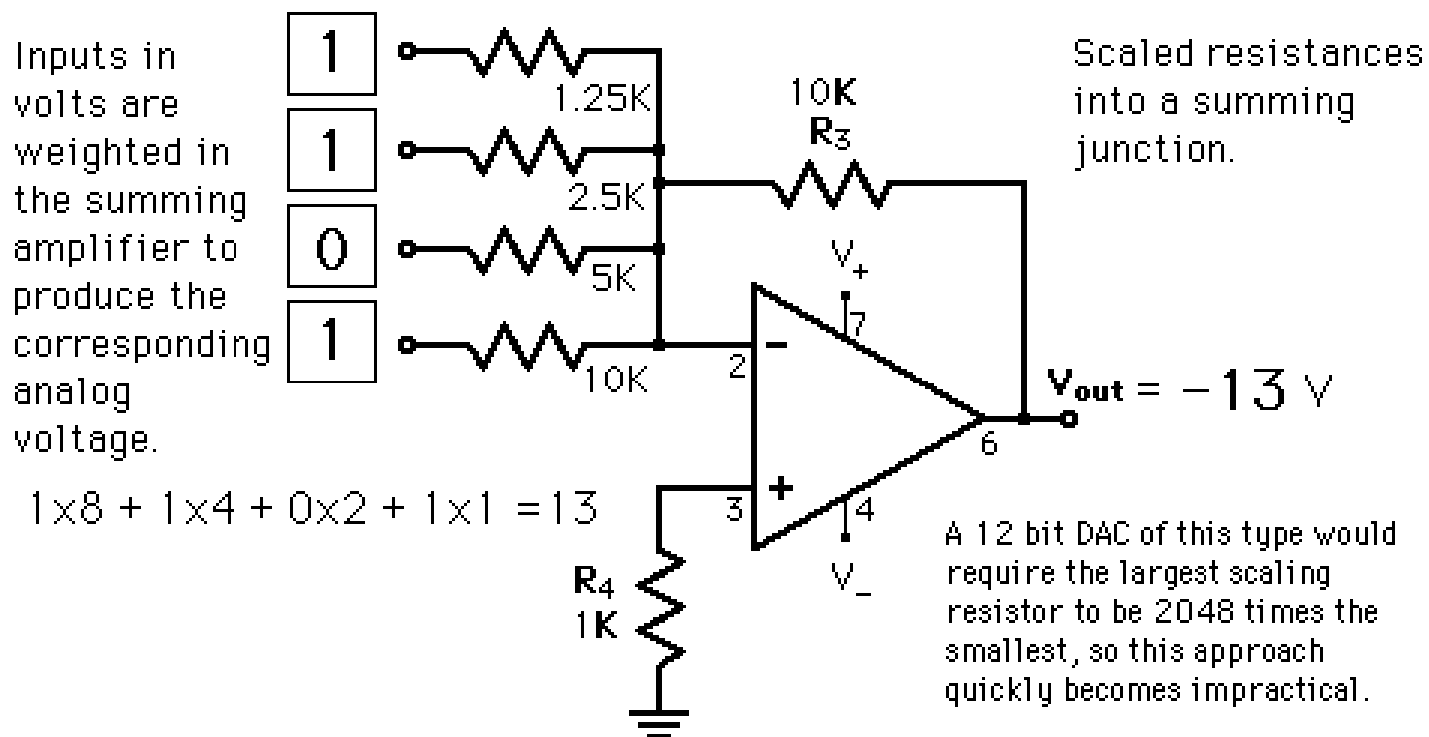 Inputs in
volts are
weighted in
the summing
amplifier to
produce the
corresponding
analog
voltage.
1
1
0
1
1.25K
2.5K
5K
10K
10K
R3
Scaled resistances
into a summing
junction.
V+
7
2
-
6
Vout = -13 V
3
+
4
V-
1x8 + 1x4 + 0x2 + 1x1 =13
R4
1K
A 12 bit DAC of this type would
require the largest scaling
resistor to be 2048 times the
smallest, so this approach
quickly becomes impractical.